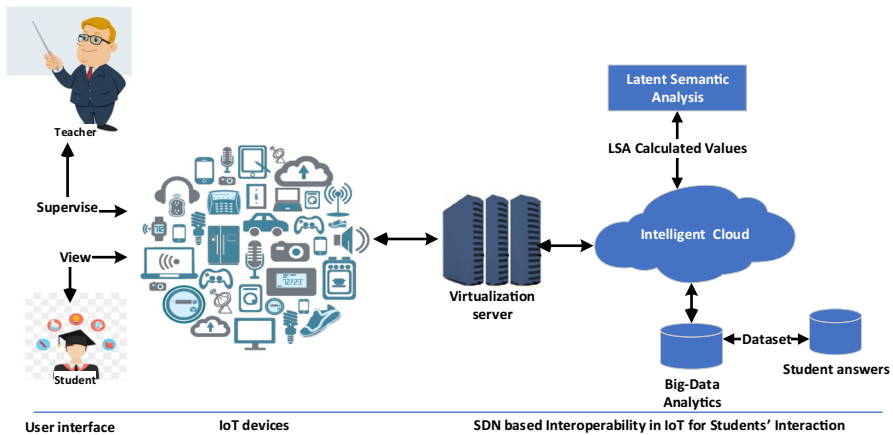 Teacher
Supervise
View
Student
Virtualization
server
Latent Semantic
Analysis
LSA Calculated Values
Intelligent Cloud
Dataset
Big-Data
Analytics
Student answers
User interface
IoT devices
SDN based Interoperability in IoT for Students' Interaction